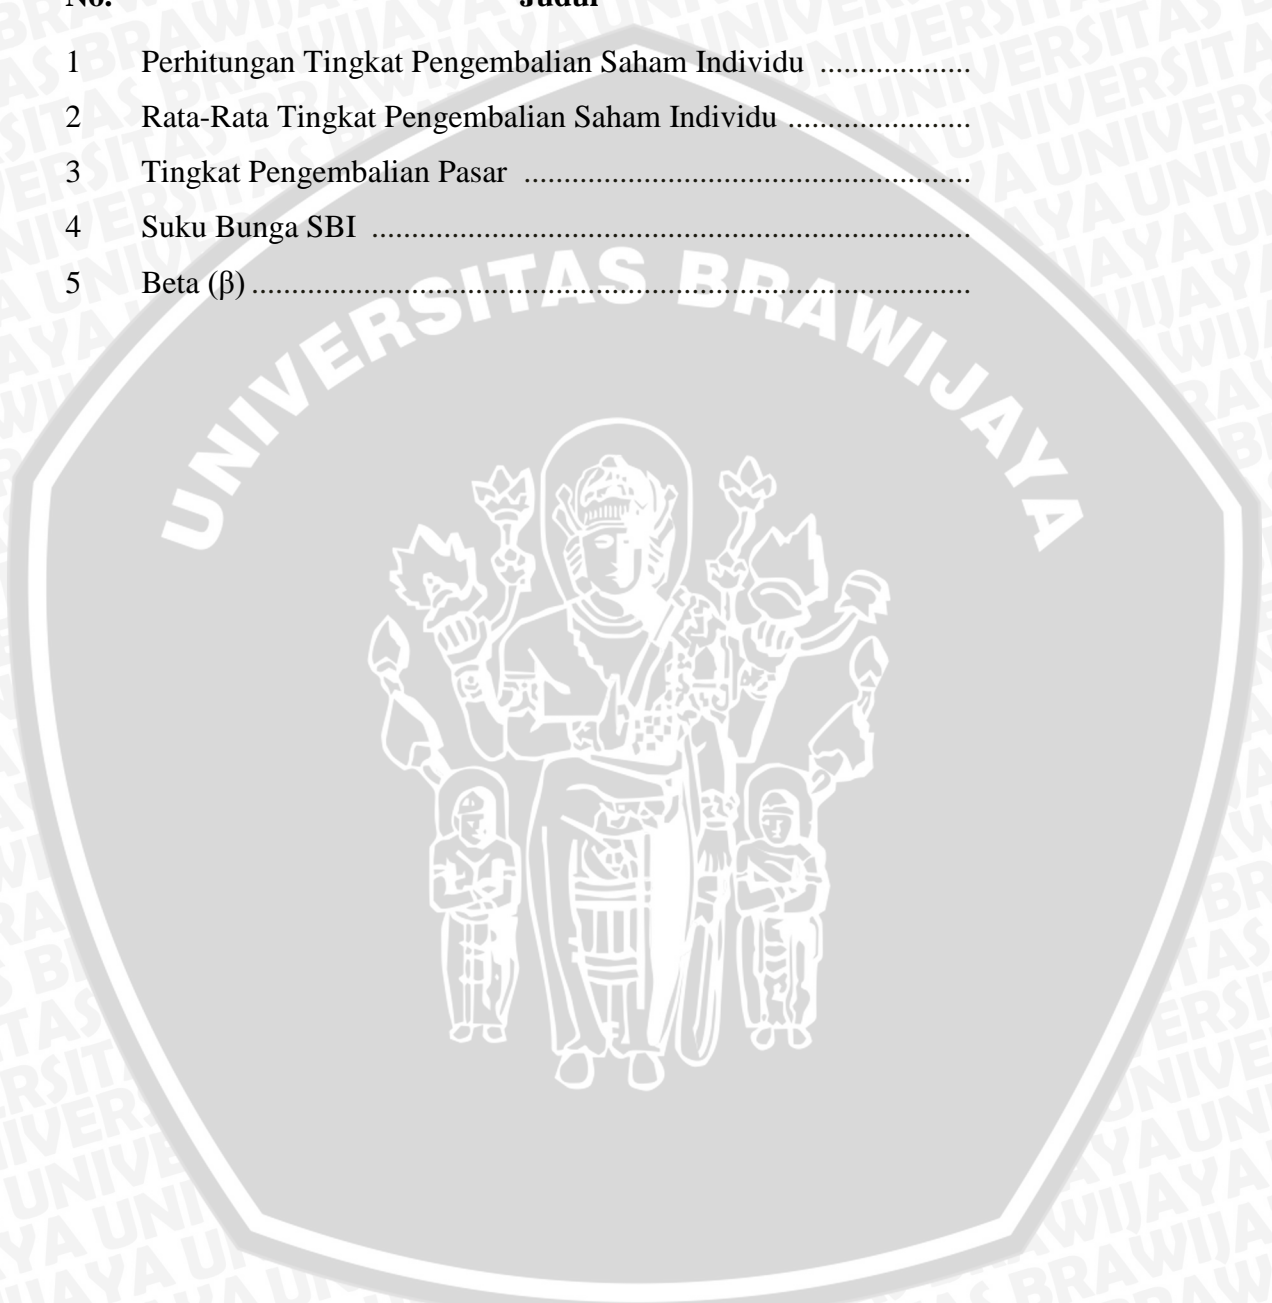 No. Judul
1 Perhitungan Tingkat Pengembalian Saham Individu ...................
2 Rata-Rata Tingkat Pengembalian Saham Individu .......................
3 Tingkat Pengembalian Pasar ........................................................
4 Suku Bunga SBI ...........................................................................
5 Beta (β) ..........................................................................................
UNIVERSITAS BRAWIJAYA